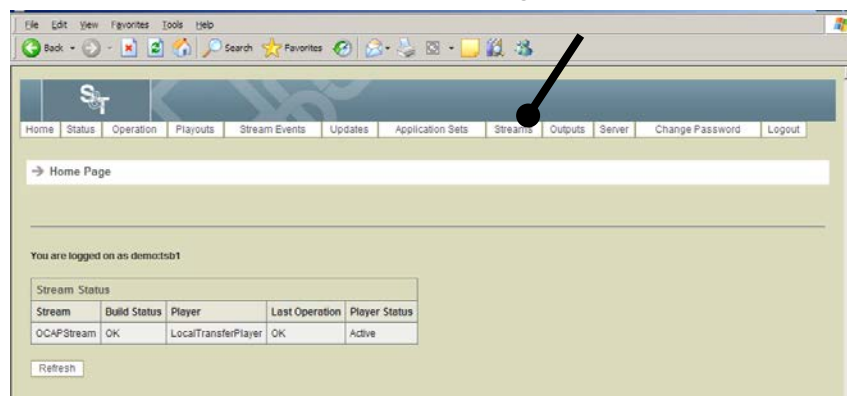 File Edit View Favorites Tools Help
Back Search Favorites
ST
Home Status Operation Playouts Stream Events Updates Application Sets Streams Outputs Server Change Password Logout
Home Page
You are logged on as demo:tsb1
Stream Status
Stream Build Status Player Last Operation Player Status
OCAPStream OK LocalTransferPlayer OK Active
Refresh